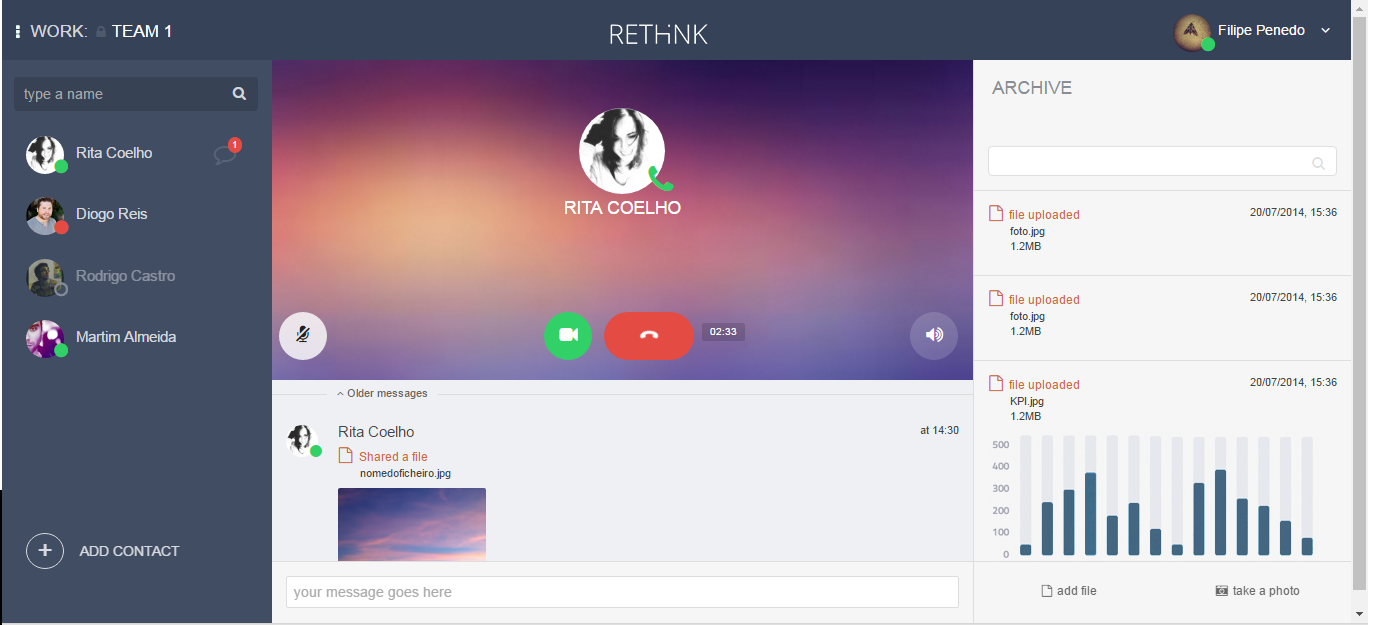 WORK: TEAM 1
RETHiNK
Filipe Penedo
type a name
Rita Coelho
1
Diogo Reis
Rodrigo Castro
Martim Almeida
ADD CONTACT
RITA COELHO
02:33
Older messages
Rita Coelho
at 14:30
Shared a file
nomedoficheiro.jpg
your message goes here
ARCHIVE
file uploaded
20/07/2014, 15:36
foto.jpg
1.2MB
file uploaded
20/07/2014, 15:36
foto.jpg
1.2MB
file uploaded
20/07/2014, 15:36
KPI.jpg
1.2MB
500
400
300
200
100
0
add file
take a photo